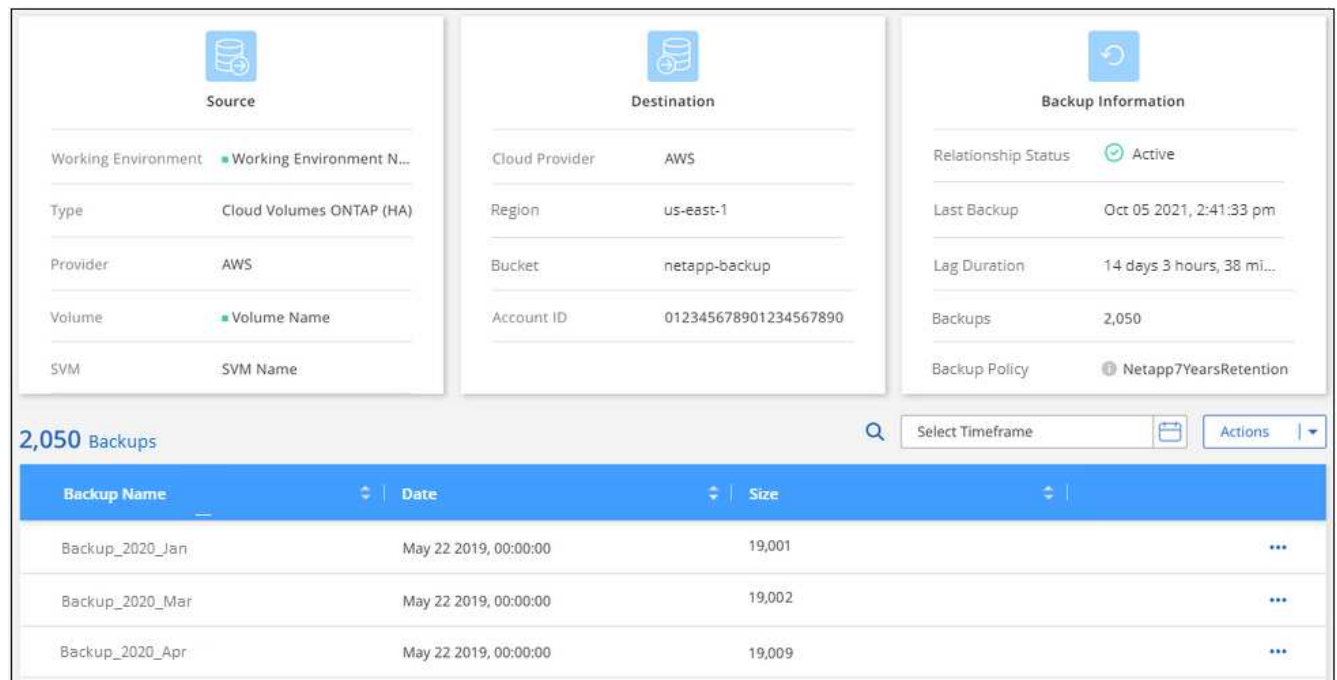 Source
Working Environment Working Environment N...
Type Cloud Volumes ONTAP (HA)
Provider AWS
Volume Volume Name
SVM SVM Name
Destination
Cloud Provider AWS
Region us-east-1
Bucket netapp-backup
Account ID 012345678901234567890
Backup Information
Relationship Status Active
Last Backup Oct 05 2021, 2:41:33 pm
Lag Duration 14 days 3 hours, 38 mi...
Backups 2,050
Backup Policy Netapp7YearsRetention
2,050 Backups
Select Timeframe
Actions
Backup Name Date Size
Backup_2020_Jan May 22 2019, 00:00:00 19,001
Backup_2020_Mar May 22 2019, 00:00:00 19,002
Backup_2020_Apr May 22 2019, 00:00:00 19,009